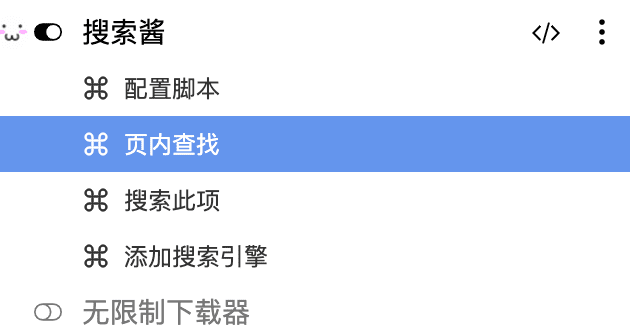 搜索酱 </>
⌘ 配置脚本
⌘ 页内查找
⌘ 搜索此项
⌘ 添加搜索引擎
无限制下载器